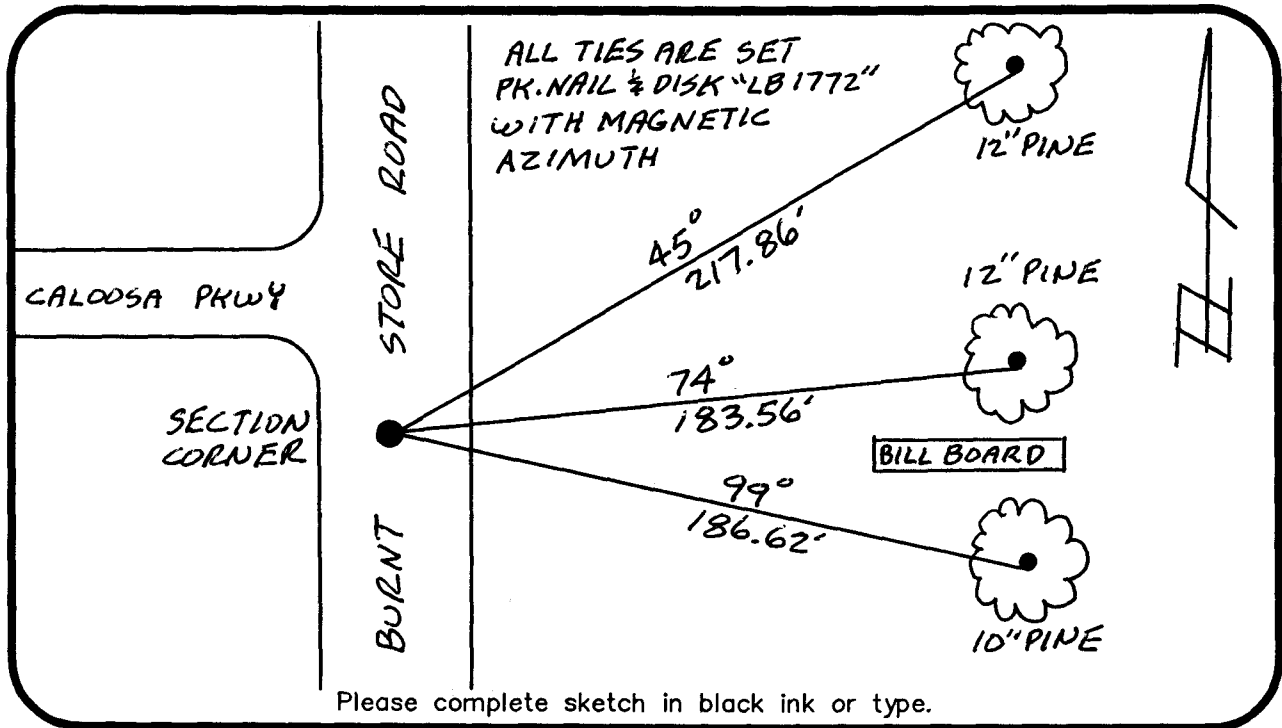 ALL TIES ARE SET
PK.NAIL & DISK "LB 1772"
WITH MAGNETIC
AZIMUTH
12" PINE
45°
217.86'
12" PINE
CALOOSA PKWY
BURNT STORE ROAD
74°
183.56'
SECTION
CORNER
BILL BOARD
99°
186.62'
10" PINE
N
Please complete sketch in black ink or type.